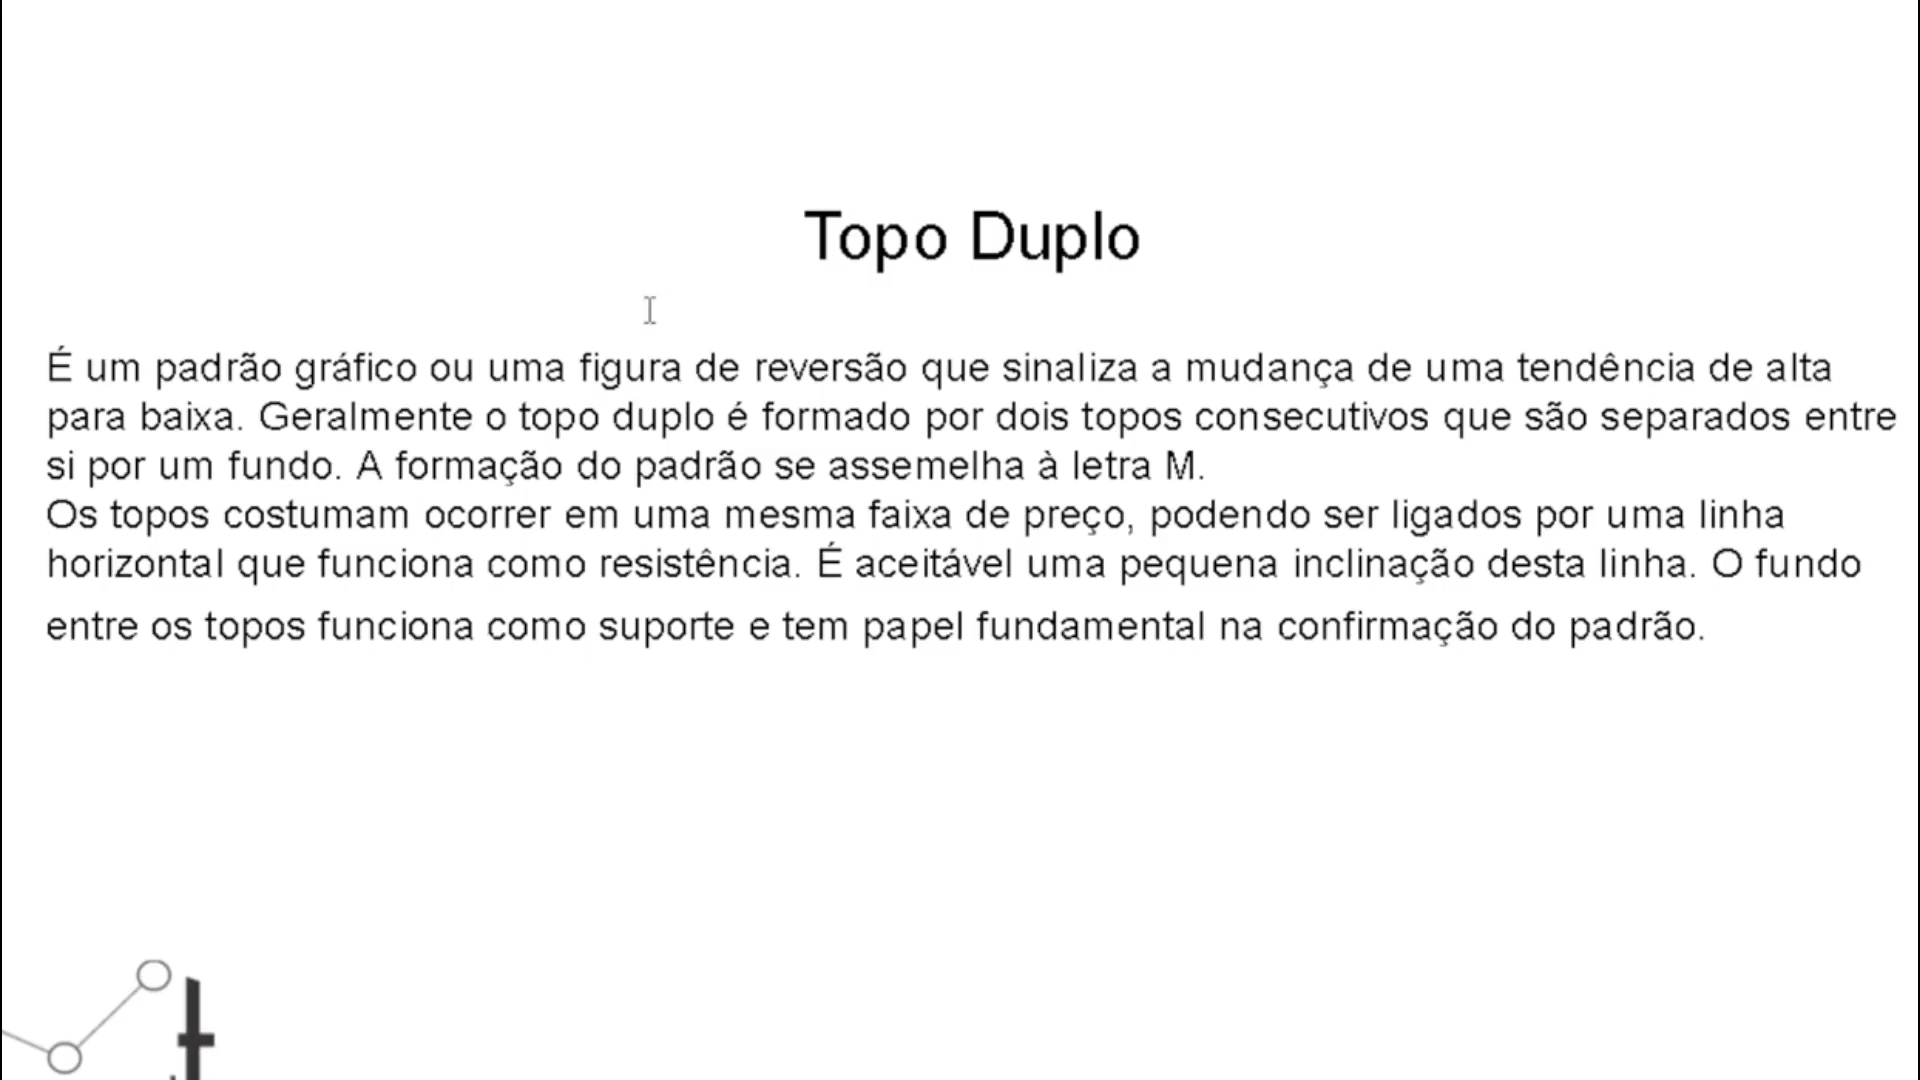 Topo Duplo
É um padrão gráfico ou uma figura de reversão que sinaliza a mudança de uma tendência de alta
para baixa. Geralmente o topo duplo é formado por dois topos consecutivos que são separados entre
si por um fundo. A formação do padrão se assemelha à letra M.
Os topos costumam ocorrer em uma mesma faixa de preço, podendo ser ligados por uma linha
horizontal que funciona como resistência. É aceitável uma pequena inclinação desta linha. O fundo
entre os topos funciona como suporte e tem papel fundamental na confirmação do padrão.